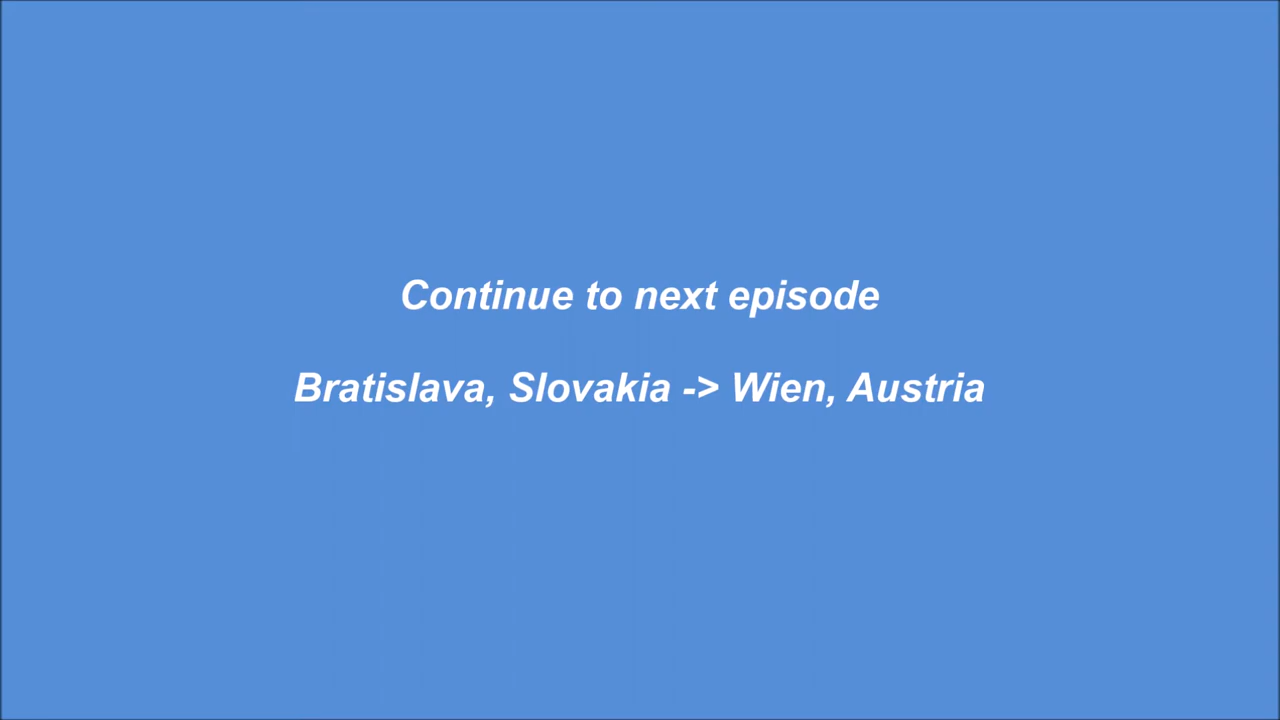 Continue to next episode
Bratislava, Slovakia -> Wien, Austria